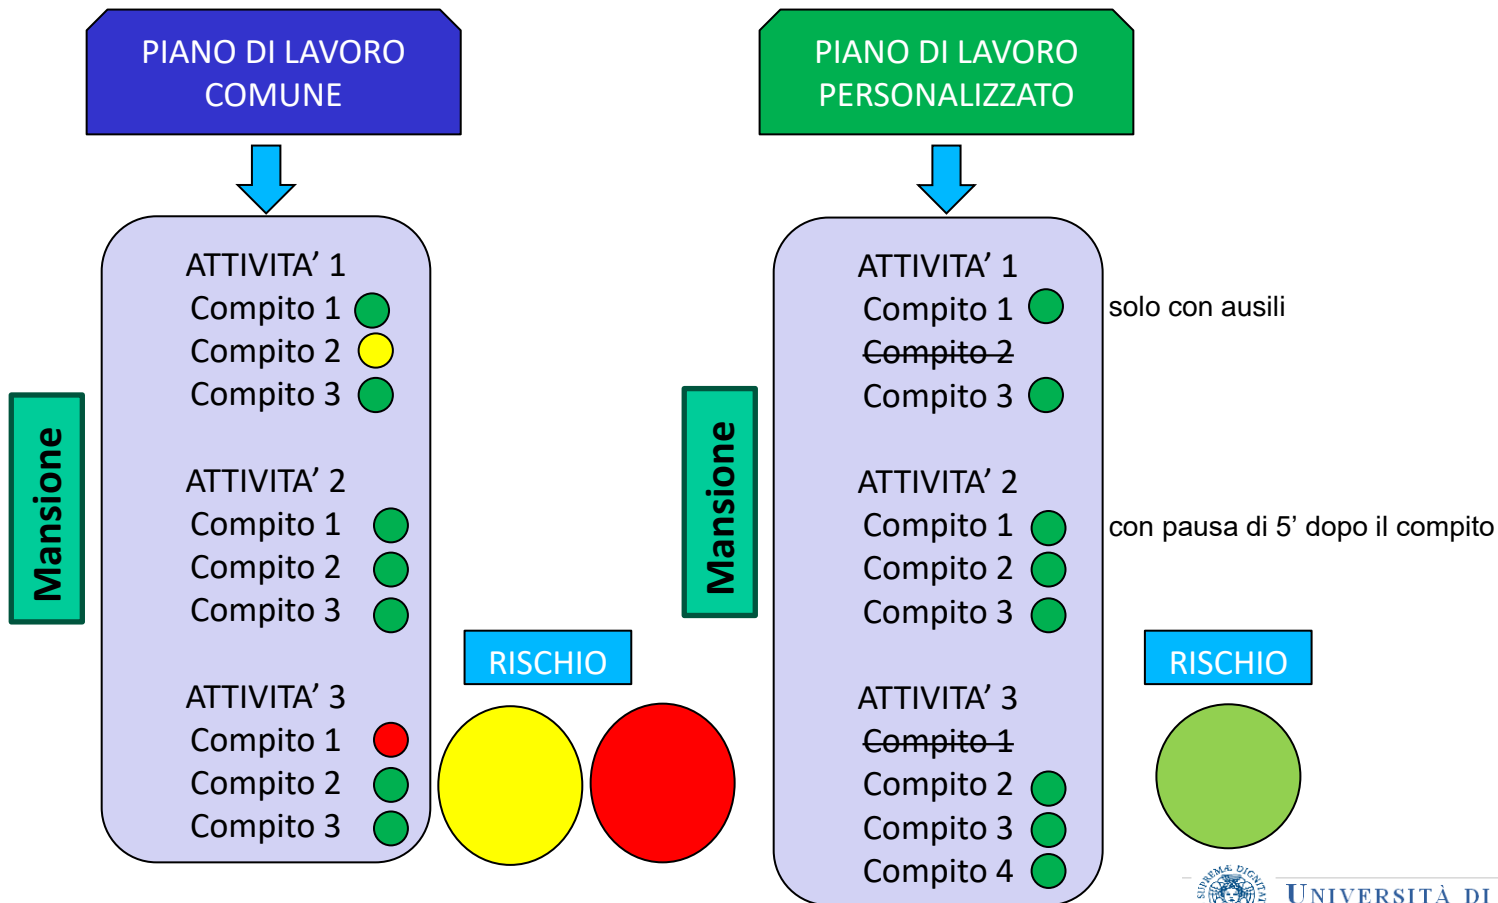 PIANO DI LAVORO
COMUNE
Mansione
ATTIVITA’ 1
Compito 1
Compito 2
Compito 3
ATTIVITA’ 2
Compito 1
Compito 2
Compito 3
ATTIVITA’ 3
Compito 1
Compito 2
Compito 3
RISCHIO
PIANO DI LAVORO
PERSONALIZZATO
Mansione
ATTIVITA’ 1
Compito 1
solo con ausili
Compito 2
Compito 3
ATTIVITA’ 2
Compito 1
con pausa di 5’ dopo il compito
Compito 2
Compito 3
ATTIVITA’ 3
Compito 1
Compito 2
Compito 3
Compito 4
RISCHIO
UNIVERSITÀ DI